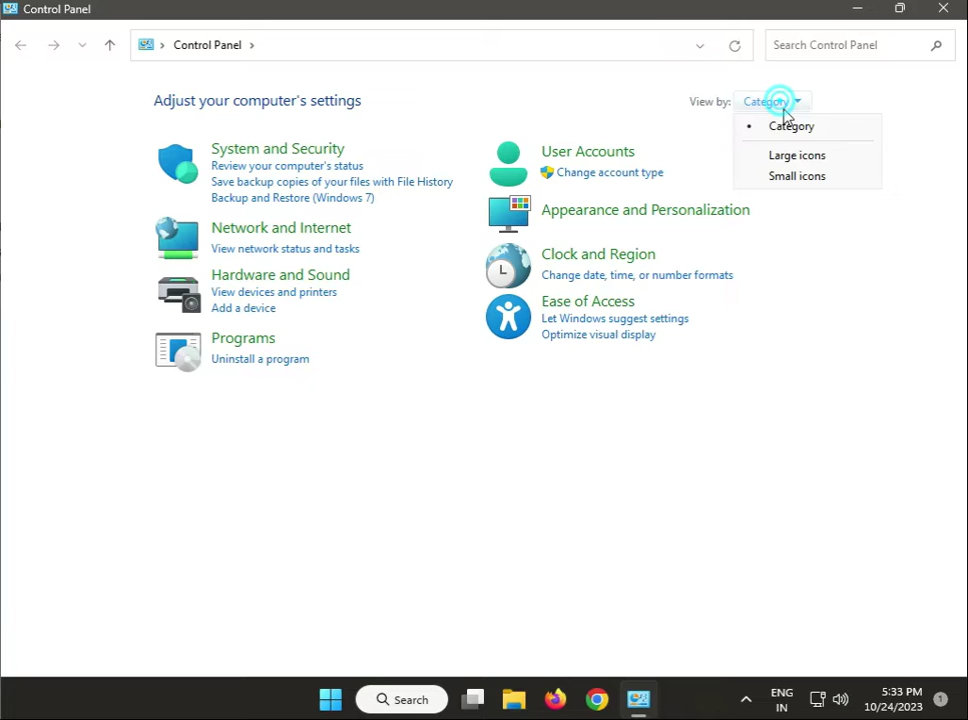 Control Panel
Control Panel
Search Control Panel
Adjust your computer's settings
View by: Category
Category
Large icons
Small icons
System and Security
Review your computer's status
Save backup copies of your files with File History
Backup and Restore (Windows 7)
Network and Internet
View network status and tasks
Hardware and Sound
View devices and printers
Add a device
Programs
Uninstall a program
User Accounts
Change account type
Appearance and Personalization
Clock and Region
Change date, time, or number formats
Ease of Access
Let Windows suggest settings
Optimize visual display
Search
ENG
IN
5:33 PM
10/24/2023
1